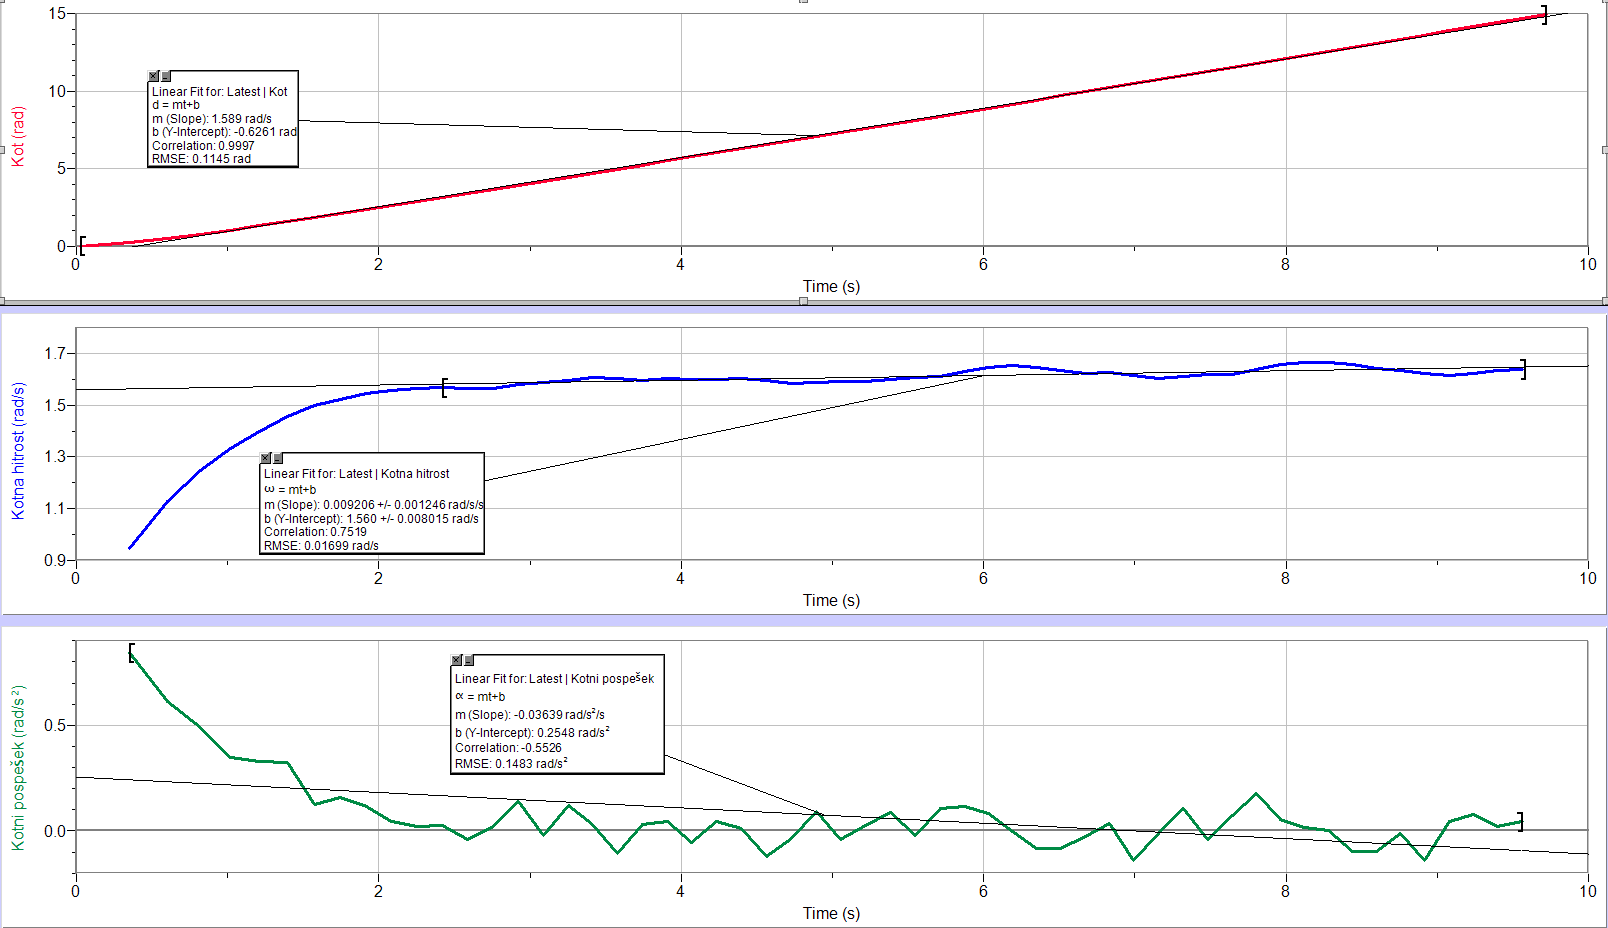 15
10
5
0
Kot (rad)
Linear Fit for: Latest | Kot
d = mt+b
m (Slope): 1.589 rad/s
b (Y-Intercept): -0.6261 rad
Correlation: 0.9997
RMSE: 0.1145 rad
0 2 4 6 8 10
Time (s)
1.7
1.5
1.3
1.1
0.9
Kotna hitrost (rad/s)
Linear Fit for: Latest | Kotna hitrost
ω = mt+b
m (Slope): 0.009206 +/- 0.001246 rad/s/s
b (Y-Intercept): 1.560 +/- 0.008015 rad/s
Correlation: 0.7519
RMSE: 0.01699 rad/s
0 2 4 6 8 10
Time (s)
0.5
0.0
Kotni pospešek (rad/s²)
Linear Fit for: Latest | Kotni pospešek
α = mt+b
m (Slope): -0.03639 rad/s²/s
b (Y-Intercept): 0.2548 rad/s²
Correlation: -0.5526
RMSE: 0.1483 rad/s²
0 2 4 6 8 10
Time (s)